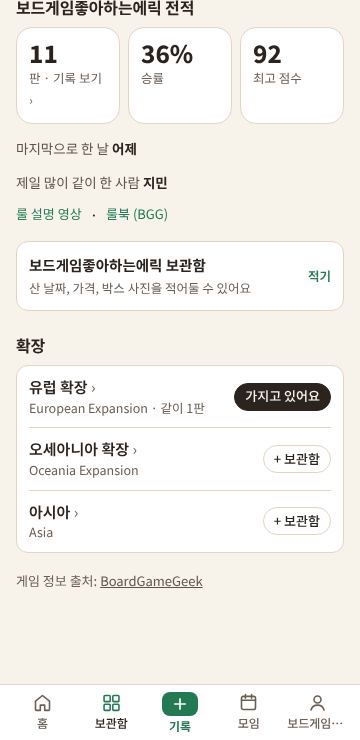 보드게임좋아하는에릭 전적
11
판 · 기록 보기 ›
36%
승률
92
최고 점수
마지막으로 한 날 어제
제일 많이 같이 한 사람 지민
룰 설명 영상 · 룰북 (BGG)
보드게임좋아하는에릭 보관함
산 날짜, 가격, 박스 사진을 적어둘 수 있어요
적기
확장
유럽 확장 ›
European Expansion · 같이 1판
가지고 있어요
오세아니아 확장 ›
Oceania Expansion
+ 보관함
아시아 ›
Asia
+ 보관함
게임 정보 출처: BoardGameGeek
홈
보관함
기록
모임
보드게임…